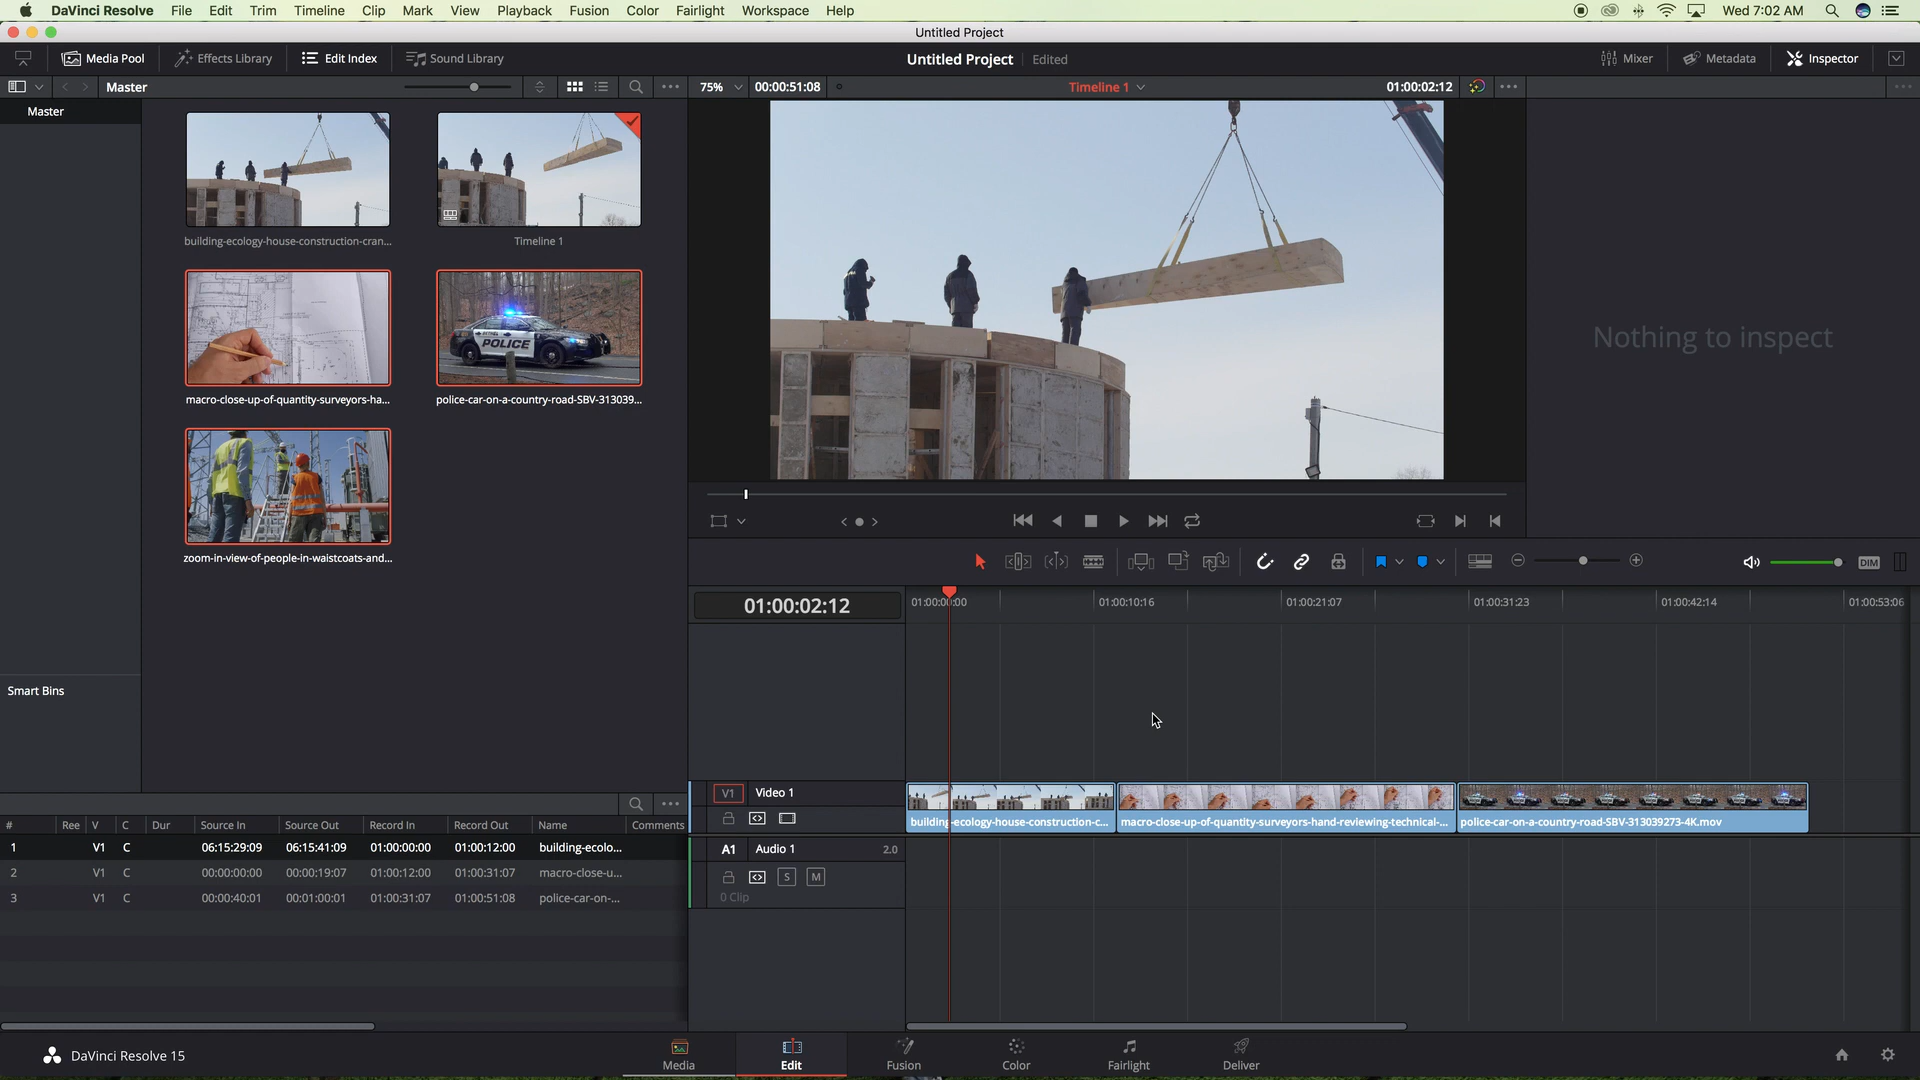 DaVinci Resolve File Edit Trim Timeline Clip Mark View Playback Fusion Color Fairlight Workspace Help Wed 7:02 AM
Untitled Project
Media Pool Effects Library Edit Index Sound Library Untitled Project Edited Mixer Metadata Inspector
Master 75% 00:00:51:08 Timeline 1 01:00:02:12
Master
building-ecology-house-construction-cran... Timeline 1
POLICE
macro-close-up-of-quantity-surveyors-ha... police-car-on-a-country-road-SBV-313039...
zoom-in-view-of-people-in-waistcoats-and...
Nothing to inspect
DIM
01:00:02:12 01:00:00:00 01:00:10:16 01:00:21:07 01:00:31:23 01:00:42:14 01:00:53:06
Smart Bins
V1 Video 1
building-ecology-house-construction-c... macro-close-up-of-quantity-surveyors-hand-reviewing-technical-... police-car-on-a-country-road-SBV-313039273-4K.mov
A1 Audio 1 2.0
S M
0 Clip
# Ree V C Dur Source In Source Out Record In Record Out Name Comments
1 V1 C 06:15:29:09 06:15:41:09 01:00:00:00 01:00:12:00 building-ecolo...
2 V1 C 00:00:00:00 00:00:19:07 01:00:12:00 01:00:31:07 macro-close-u...
3 V1 C 00:00:40:01 00:01:00:01 01:00:31:07 01:00:51:08 police-car-on-...
DaVinci Resolve 15 Media Edit Fusion Color Fairlight Deliver